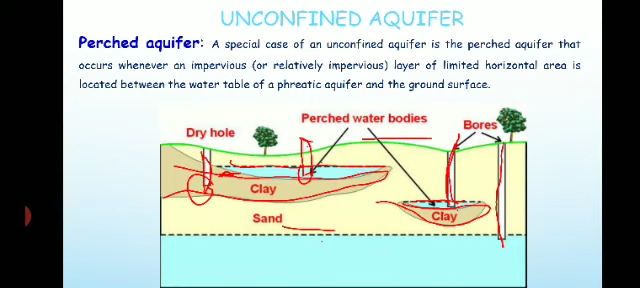 UNCONFINED AQUIFER
Perched aquifer: A special case of an unconfined aquifer is the perched aquifer that
occurs whenever an impervious (or relatively impervious) layer of limited horizontal area is
located between the water table of a phreatic aquifer and the ground surface.
Perched water bodies
Dry hole
Bores
Clay
Clay
Sand